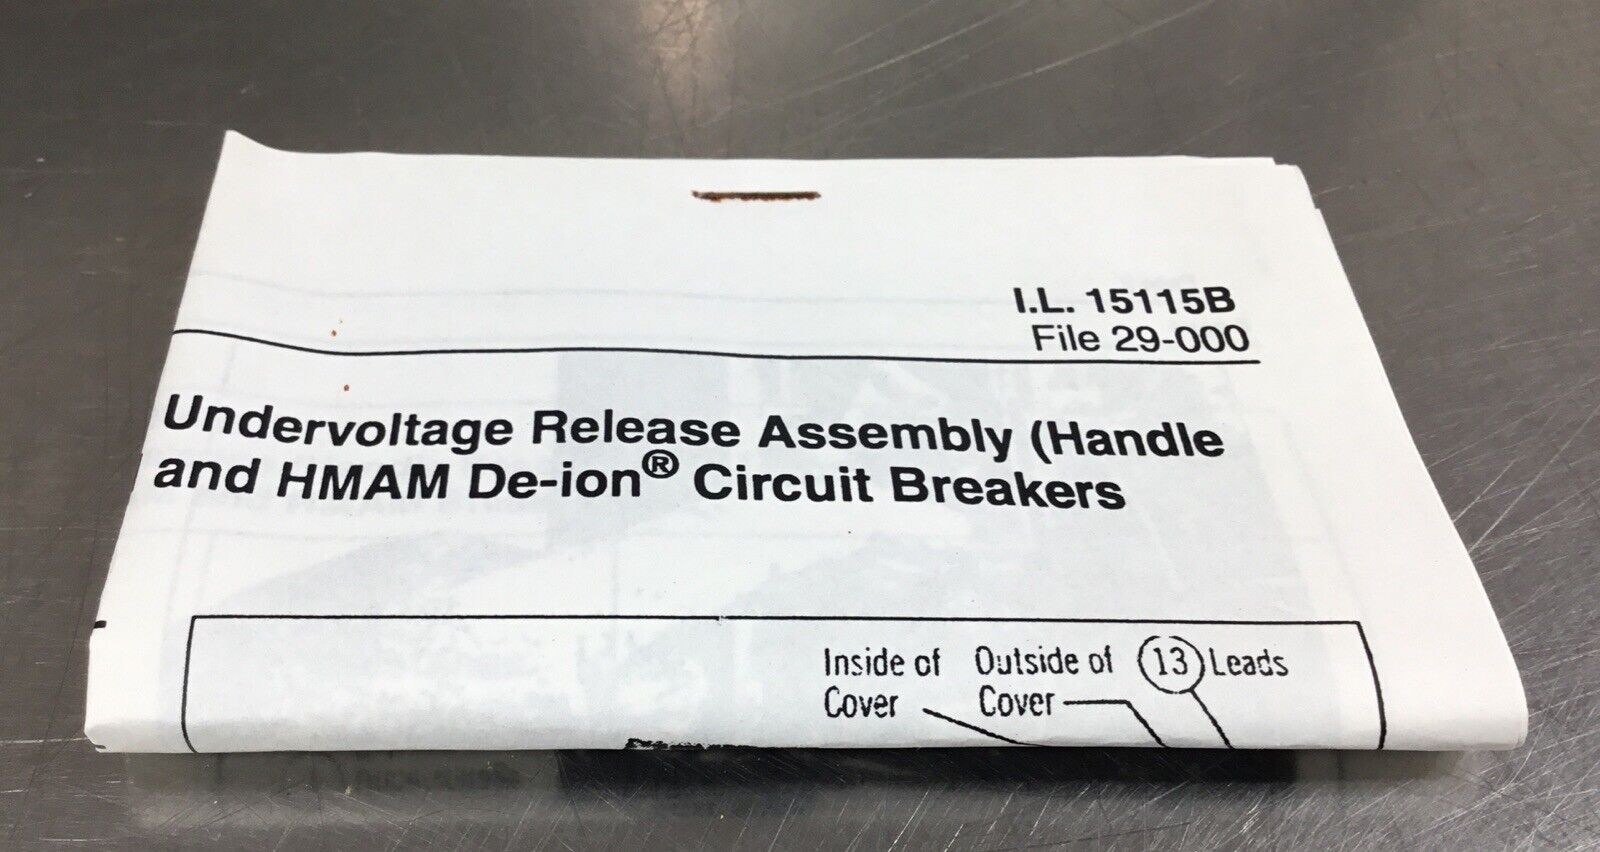 I.L. 15115B
File 29-000
Undervoltage Release Assembly (Handle
and HMAM De-ion® Circuit Breakers
Inside of Outside of 13 Leads
Cover Cover